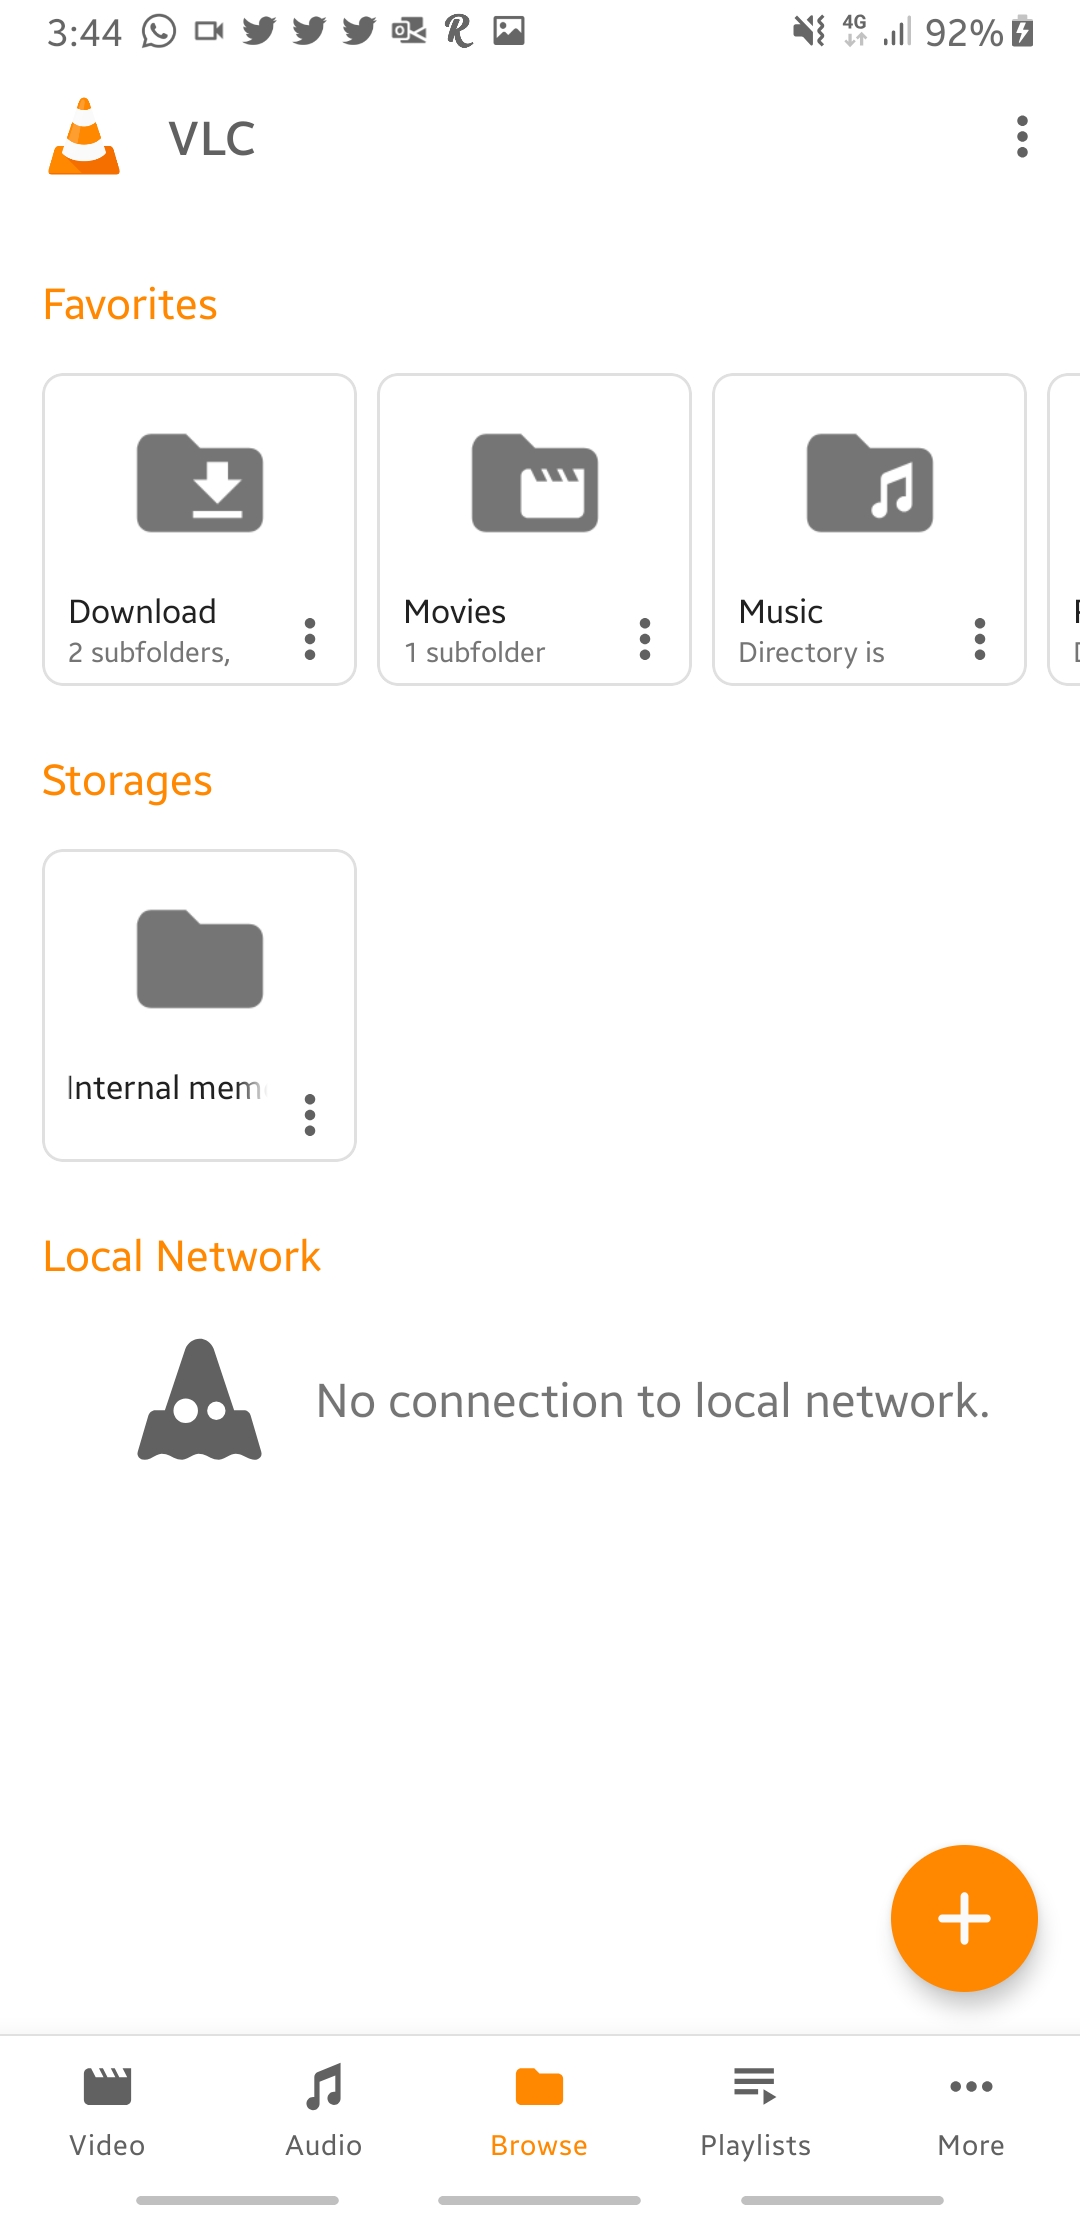 3:44 4G 92%
VLC
Favorites
Download Movies Music
2 subfolders, 1 subfolder Directory is
Storages
Internal mem
Local Network
No connection to local network.
Video Audio Browse Playlists More